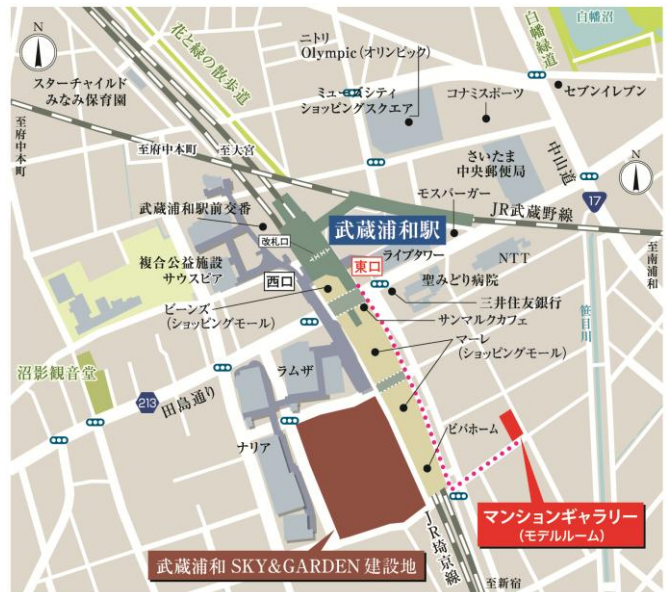 N
スターチャイルド
みなみ保育園
花と緑の散歩道
ニトリ
Olympic(オリンピック)
ミューズシティ
ショッピングスクエア
コナミスポーツ
白幡緑道
白幡沼
セブンイレブン
至府中本町
至府中本町
至大宮
さいたま
中央郵便局
中山道
17
N
武蔵浦和駅前交番
モスバーガー
JR武蔵野線
改札口
武蔵浦和駅
至南浦和
複合公益施設
サウスピア
西口
東口
ライブタワー
NTT
聖みどり病院
三井住友銀行
ビーンズ
(ショッピングモール)
サンマルクカフェ
マーレ
(ショッピングモール)
笹目川
沼影観音堂
213
田島通り
ラムザ
ナリア
ビバホーム
マンションギャラリー
(モデルルーム)
武蔵浦和 SKY&GARDEN 建設地
JR埼京線
至新宿